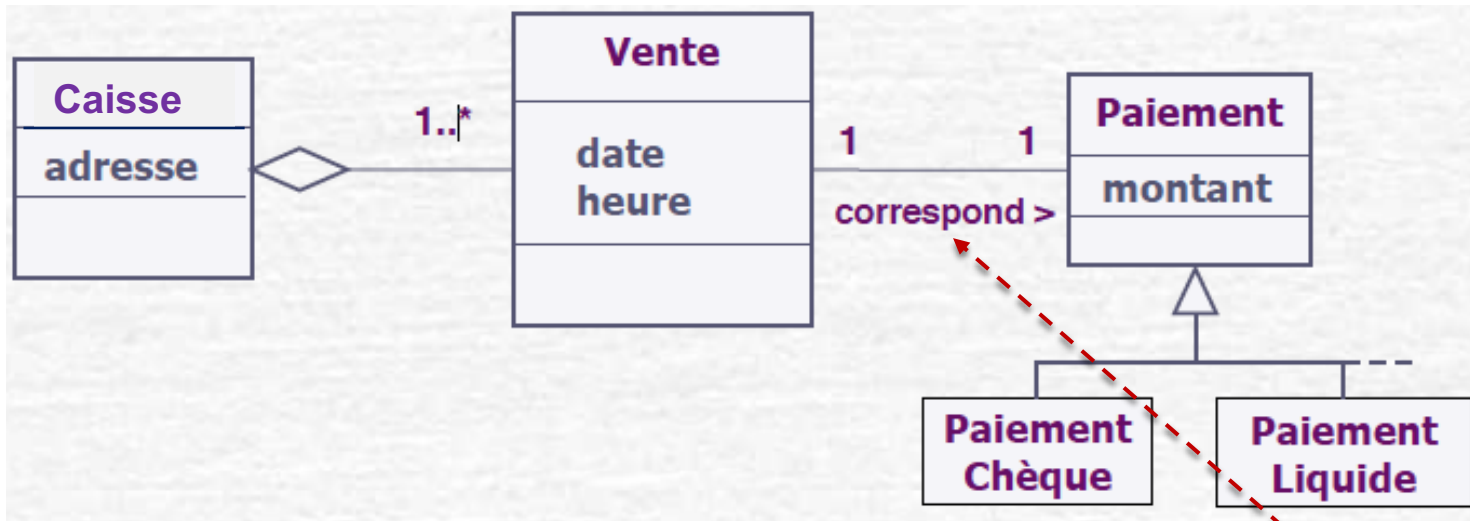 Caisse
adresse
1..*
Vente
date
heure
1
1
correspond >
Paiement
montant
Paiement
Chèque
Paiement
Liquide